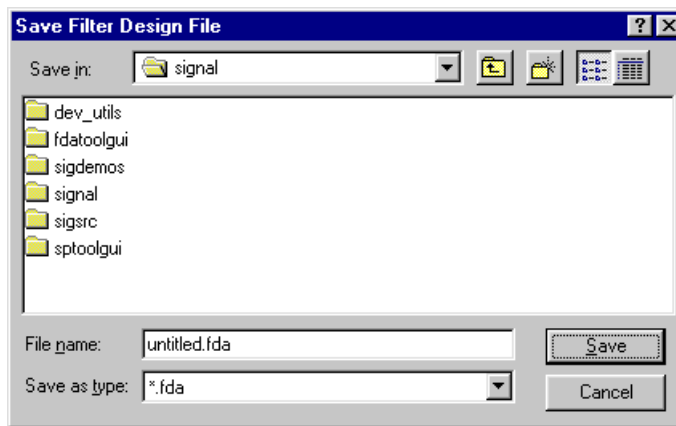 Save Filter Design File
Save in: signal
dev_utils
fdatoolgui
sigdemos
signal
sigsrc
sptoolgui
File name: untitled.fda Save
Save as type: *.fda Cancel